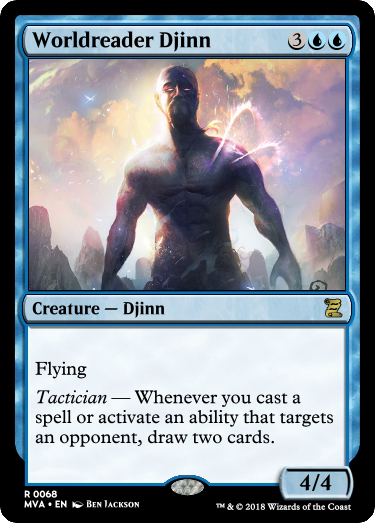 Worldreader Djinn 3
Creature — Djinn
Flying
Tactician — Whenever you cast a
spell or activate an ability that targets
an opponent, draw two cards.
4/4
R 0068
MVA • EN Ben Jackson
™ & © 2018 Wizards of the Coast